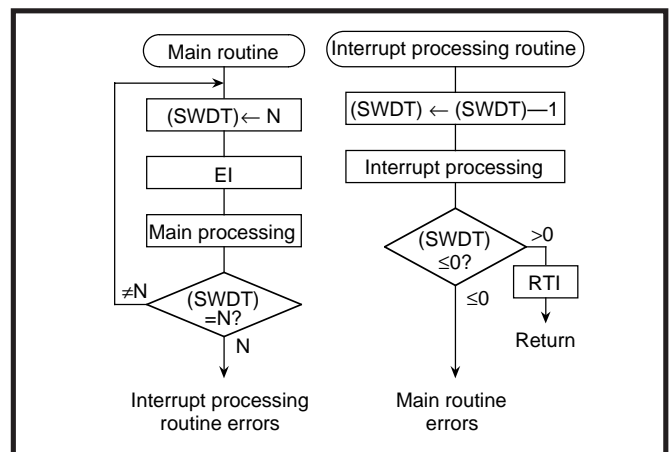 Main routine
(SWDT)← N
EI
Main processing
≠N
(SWDT)
=N?
N
Interrupt processing
routine errors
Interrupt processing routine
(SWDT) ← (SWDT)—1
Interrupt processing
(SWDT)
≤0?
>0
≤0
RTI
Return
Main routine
errors